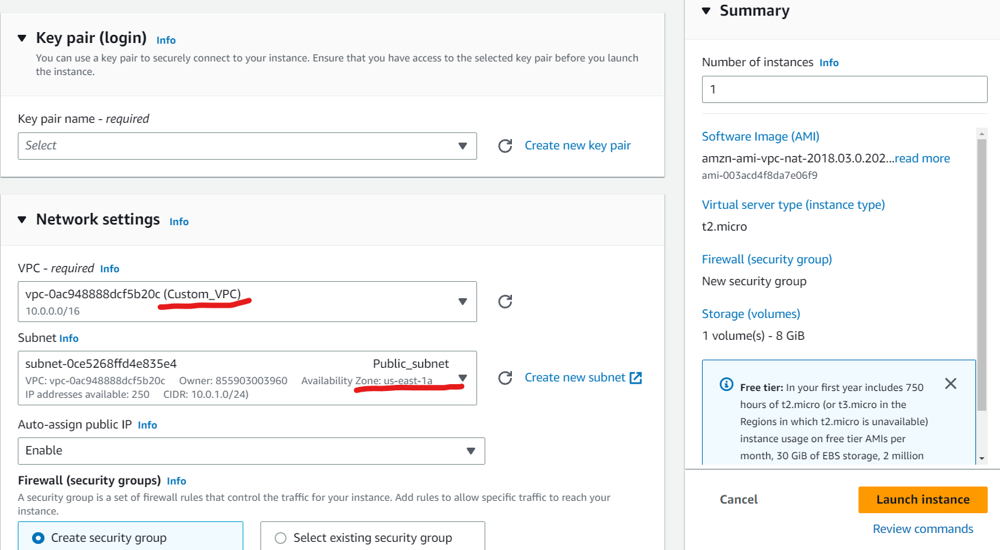 Key pair (login) Info
You can use a key pair to securely connect to your instance. Ensure that you have access to the selected key pair before you launch
the instance.
Key pair name - required
Select
Create new key pair
Network settings Info
VPC - required Info
vpc-0ac948888dcf5b20c (Custom_VPC)
10.0.0.0/16
Subnet Info
subnet-0ce5268ffd4e835e4 Public_subnet
VPC: vpc-0ac948888dcf5b20c Owner: 855903003960 Availability Zone: us-east-1a
IP addresses available: 250 CIDR: 10.0.1.0/24)
Create new subnet
Auto-assign public IP Info
Enable
Firewall (security groups) Info
A security group is a set of firewall rules that control the traffic for your instance. Add rules to allow specific traffic to reach your
instance.
Create security group
Select existing security group
Summary
Number of instances Info
1
Software Image (AMI)
amzn-ami-vpc-nat-2018.03.0.202...read more
ami-003acd4f8da7e06f9
Virtual server type (instance type)
t2.micro
Firewall (security group)
New security group
Storage (volumes)
1 volume(s) - 8 GiB
Free tier: In your first year includes 750
hours of t2.micro (or t3.micro in the
Regions in which t2.micro is unavailable)
instance usage on free tier AMIs per
month, 30 GiB of EBS storage, 2 million
Cancel
Launch instance
Review commands